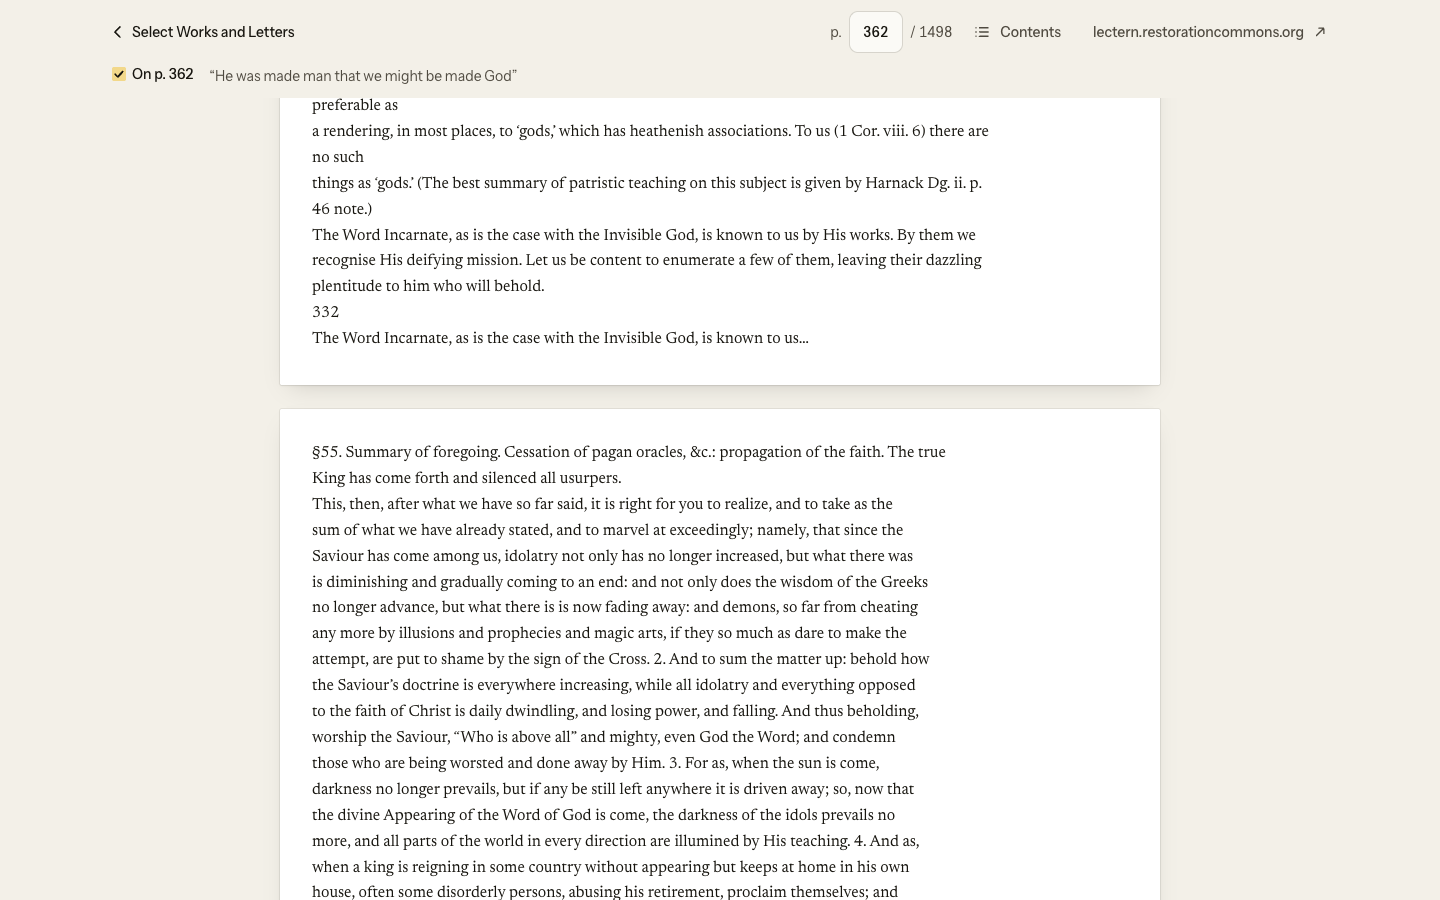 Select Works and Letters
p. 362 / 1498
Contents
lectern.restorationcommons.org
On p. 362 “He was made man that we might be made God”
preferable as
a rendering, in most places, to ‘gods,’ which has heathenish associations. To us (1 Cor. viii. 6) there are
no such
things as ‘gods.’ (The best summary of patristic teaching on this subject is given by Harnack Dg. ii. p.
46 note.)
The Word Incarnate, as is the case with the Invisible God, is known to us by His works. By them we
recognise His deifying mission. Let us be content to enumerate a few of them, leaving their dazzling
plentitude to him who will behold.
332
The Word Incarnate, as is the case with the Invisible God, is known to us…
§55. Summary of foregoing. Cessation of pagan oracles, &c.: propagation of the faith. The true
King has come forth and silenced all usurpers.
This, then, after what we have so far said, it is right for you to realize, and to take as the
sum of what we have already stated, and to marvel at exceedingly; namely, that since the
Saviour has come among us, idolatry not only has no longer increased, but what there was
is diminishing and gradually coming to an end: and not only does the wisdom of the Greeks
no longer advance, but what there is is now fading away: and demons, so far from cheating
any more by illusions and prophecies and magic arts, if they so much as dare to make the
attempt, are put to shame by the sign of the Cross. 2. And to sum the matter up: behold how
the Saviour’s doctrine is everywhere increasing, while all idolatry and everything opposed
to the faith of Christ is daily dwindling, and losing power, and falling. And thus beholding,
worship the Saviour, “Who is above all” and mighty, even God the Word; and condemn
those who are being worsted and done away by Him. 3. For as, when the sun is come,
darkness no longer prevails, but if any be still left anywhere it is driven away; so, now that
the divine Appearing of the Word of God is come, the darkness of the idols prevails no
more, and all parts of the world in every direction are illumined by His teaching. 4. And as,
when a king is reigning in some country without appearing but keeps at home in his own
house, often some disorderly persons, abusing his retirement, proclaim themselves; and